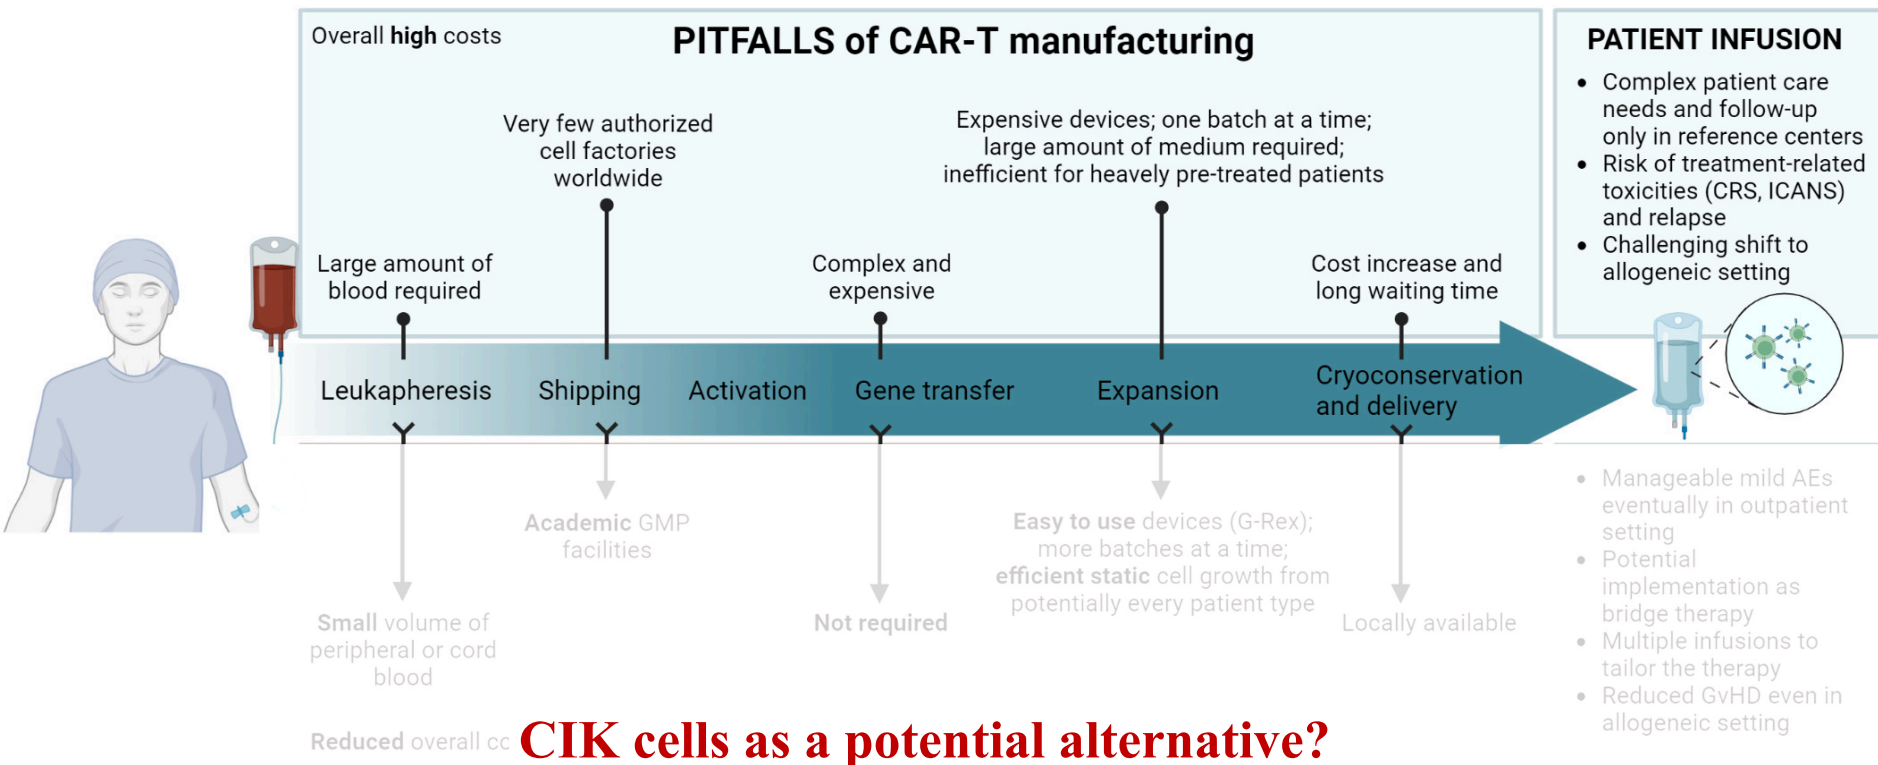 Overall high costs
PITFALLS of CAR-T manufacturing
Very few authorized
cell factories
worldwide
Expensive devices; one batch at a time;
large amount of medium required;
inefficient for heavely pre-treated patients
Large amount of
blood required
Complex and
expensive
Cost increase and
long waiting time
PATIENT INFUSION
• Complex patient care
needs and follow-up
only in reference centers
• Risk of treatment-related
toxicities (CRS, ICANS)
and relapse
• Challenging shift to
allogeneic setting
Leukapheresis
Shipping
Activation
Gene transfer
Expansion
Cryoconservation
and delivery
Small volume of
peripheral or cord
blood
Academic GMP
facilities
Not required
Easy to use devices (G-Rex);
more batches at a time;
efficient static cell growth from
potentially every patient type
Locally available
• Manageable mild AEs
eventually in outpatient
setting
• Potential
implementation as
bridge therapy
• Multiple infusions to
tailor the therapy
• Reduced GvHD even in
allogeneic setting
Reduced overall
CIK cells as a potential alternative?